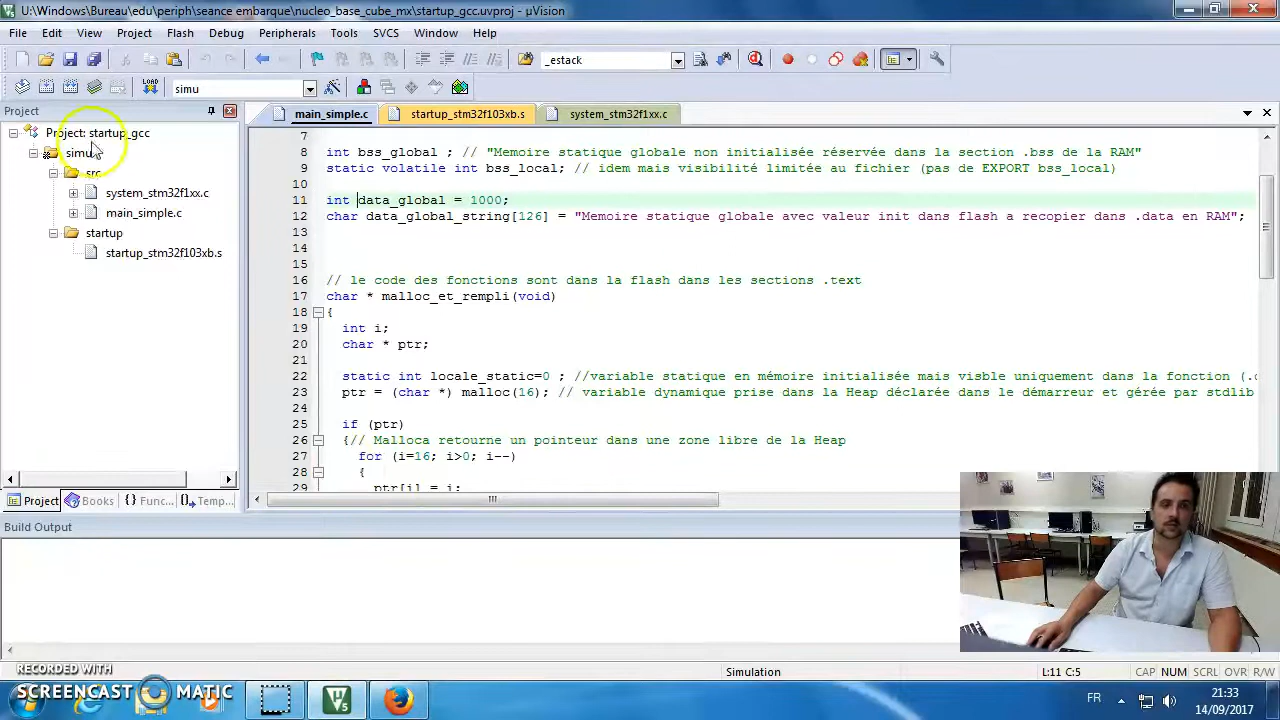 U:\Windows\Bureau\edu\periph\seance embarque\nucleo_base_cube_mx\startup_gcc.uvproj - µVision
File Edit View Project Flash Debug Peripherals Tools SVCS Window Help
_estack
LOAD simu
Project
main_simple.c startup_stm32f103xb.s system_stm32f1xx.c
Project: startup_gcc
simu
src
system_stm32f1xx.c
main_simple.c
startup
startup_stm32f103xb.s
7
8 int bss_global ; // "Memoire statique globale non initialisée réservée dans la section .bss de la RAM"
9 static volatile int bss_local; // idem mais visibilité limitée au fichier (pas de EXPORT bss_local)
10
11 int data_global = 1000;
12 char data_global_string[126] = "Memoire statique globale avec valeur init dans flash a recopier dans .data en RAM";
13
14
15
16 // le code des fonctions sont dans la flash dans les sections .text
17 char * malloc_et_rempli(void)
18 {
19 int i;
20 char * ptr;
21
22 static int locale_static=0 ; //variable statique en mémoire initialisée mais visble uniquement dans la fonction (.
23 ptr = (char *) malloc(16); // variable dynamique prise dans la Heap déclarée dans le démarreur et gérée par stdlib
24
25 if (ptr)
26 {// Malloca retourne un pointeur dans une zone libre de la Heap
27 for (i=16; i>0; i--)
28 {
29 ptr[i] = i;
Project Books {} Func... Temp...
Build Output
Simulation L:11 C:5 CAP NUM SCRL OVR R/W
RECORDED WITH
SCREENCAST MATIC
FR 21:33
14/09/2017